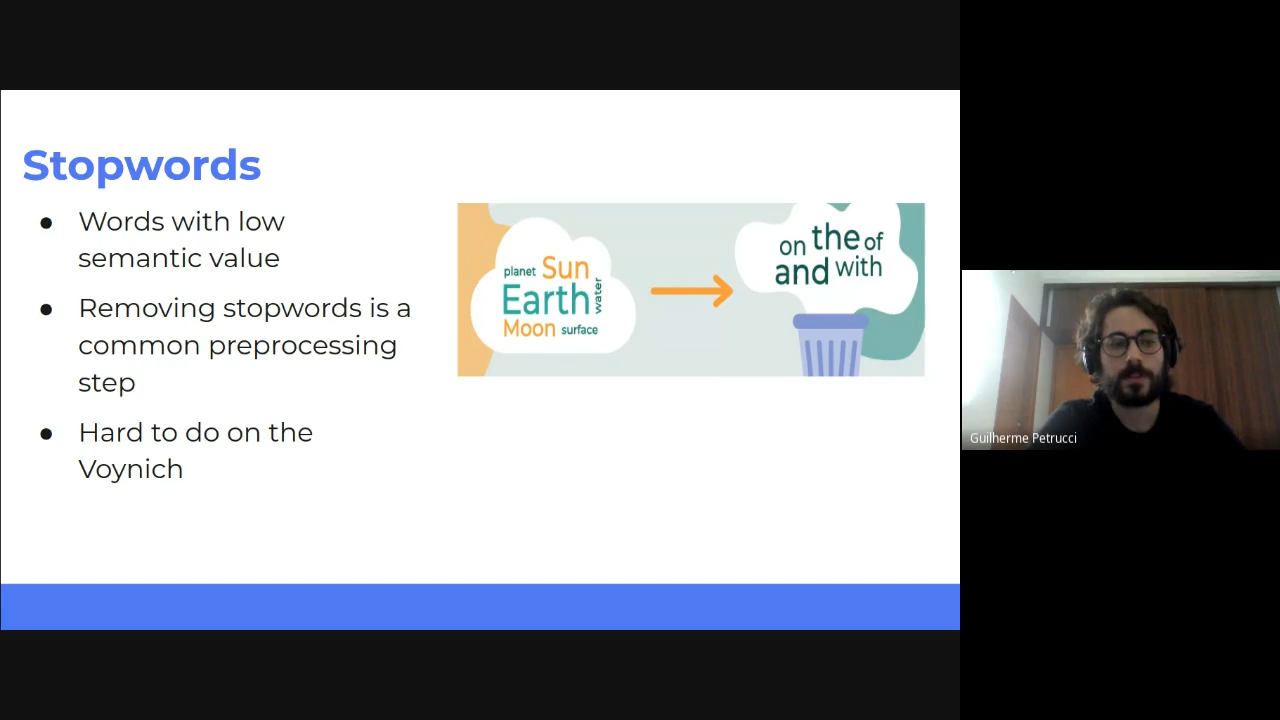 Stopwords
● Words with low
semantic value
● Removing stopwords is a
common preprocessing
step
● Hard to do on the
Voynich
planet Sun
Earth water
Moon surface
on the of
and with
Guilherme Petrucci